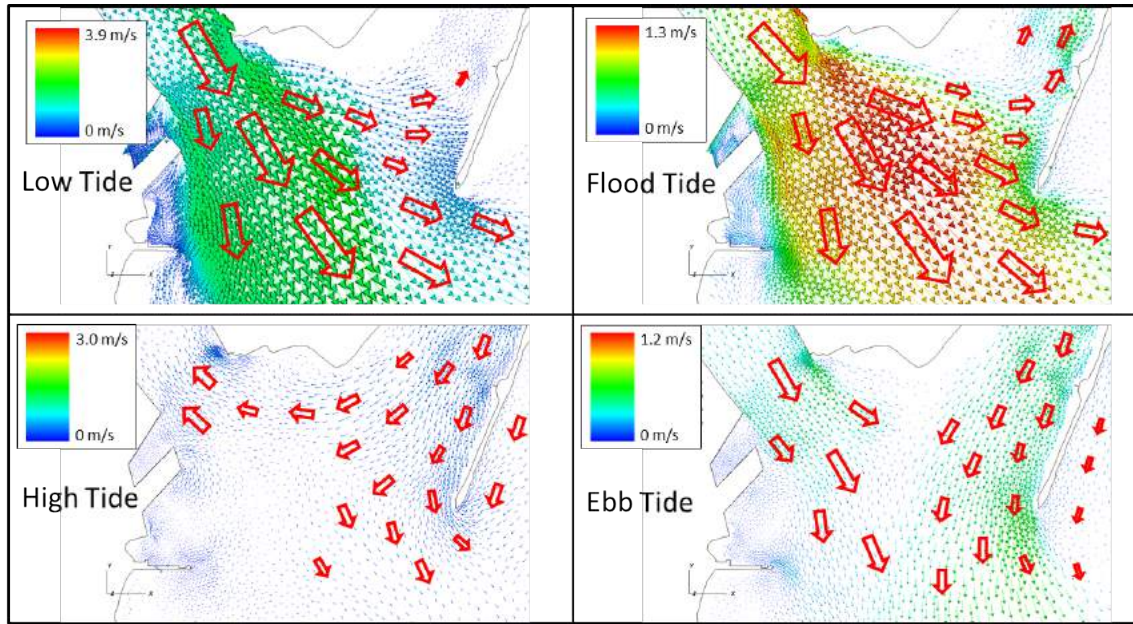 3.9 m/s
0 m/s
Low Tide
Y
Z
X
1.3 m/s
0 m/s
Flood Tide
Y
Z
X
3.0 m/s
0 m/s
High Tide
Y
Z
X
1.2 m/s
0 m/s
Ebb Tide
Y
Z
X